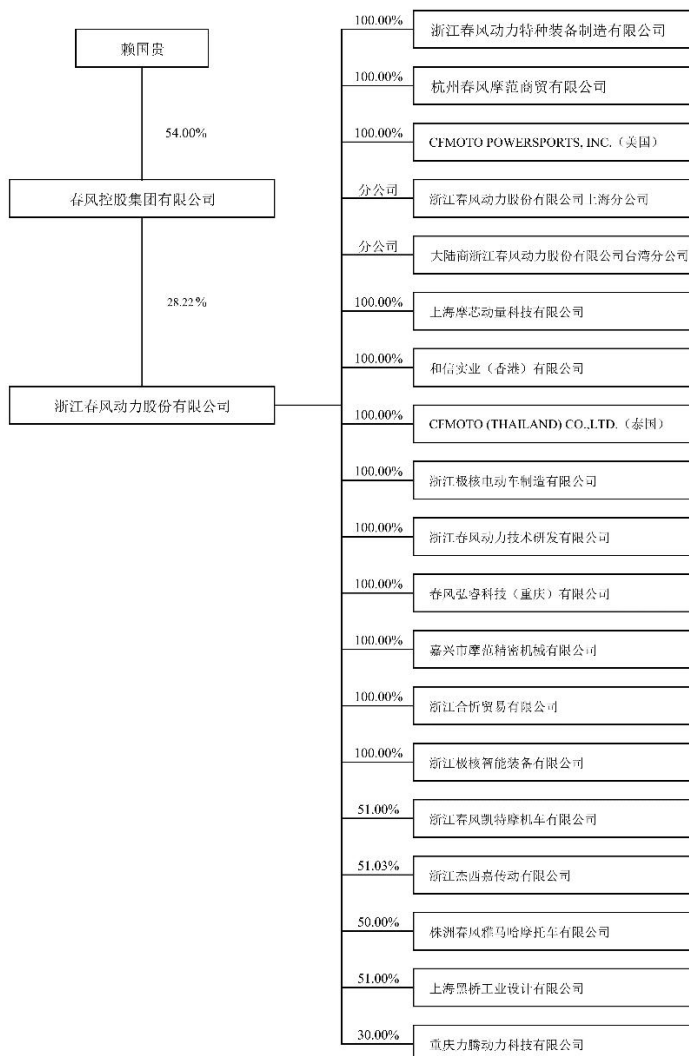 赖国贵
54.00%
春风控股集团有限公司
28.22%
浙江春风动力股份有限公司
100.00%
浙江春风动力特种装备制造有限公司
100.00%
杭州春风摩范商贸有限公司
100.00%
CFMOTO POWERSPORTS, INC.（美国）
分公司
浙江春风动力股份有限公司上海分公司
分公司
大陆商浙江春风动力股份有限公司台湾分公司
100.00%
上海摩芯动量科技有限公司
100.00%
和信实业（香港）有限公司
100.00%
CFMOTO (THAILAND) CO.,LTD.（泰国）
100.00%
浙江极核电动车制造有限公司
100.00%
浙江春风动力技术研发有限公司
100.00%
春风弘睿科技（重庆）有限公司
100.00%
嘉兴市摩范精密机械有限公司
100.00%
浙江合忻贸易有限公司
100.00%
浙江极核智能装备有限公司
51.00%
浙江春风凯特摩机车有限公司
51.03%
浙江杰西嘉传动有限公司
50.00%
株洲春风雅马哈摩托车有限公司
51.00%
上海黑桥工业设计有限公司
30.00%
重庆力腾动力科技有限公司